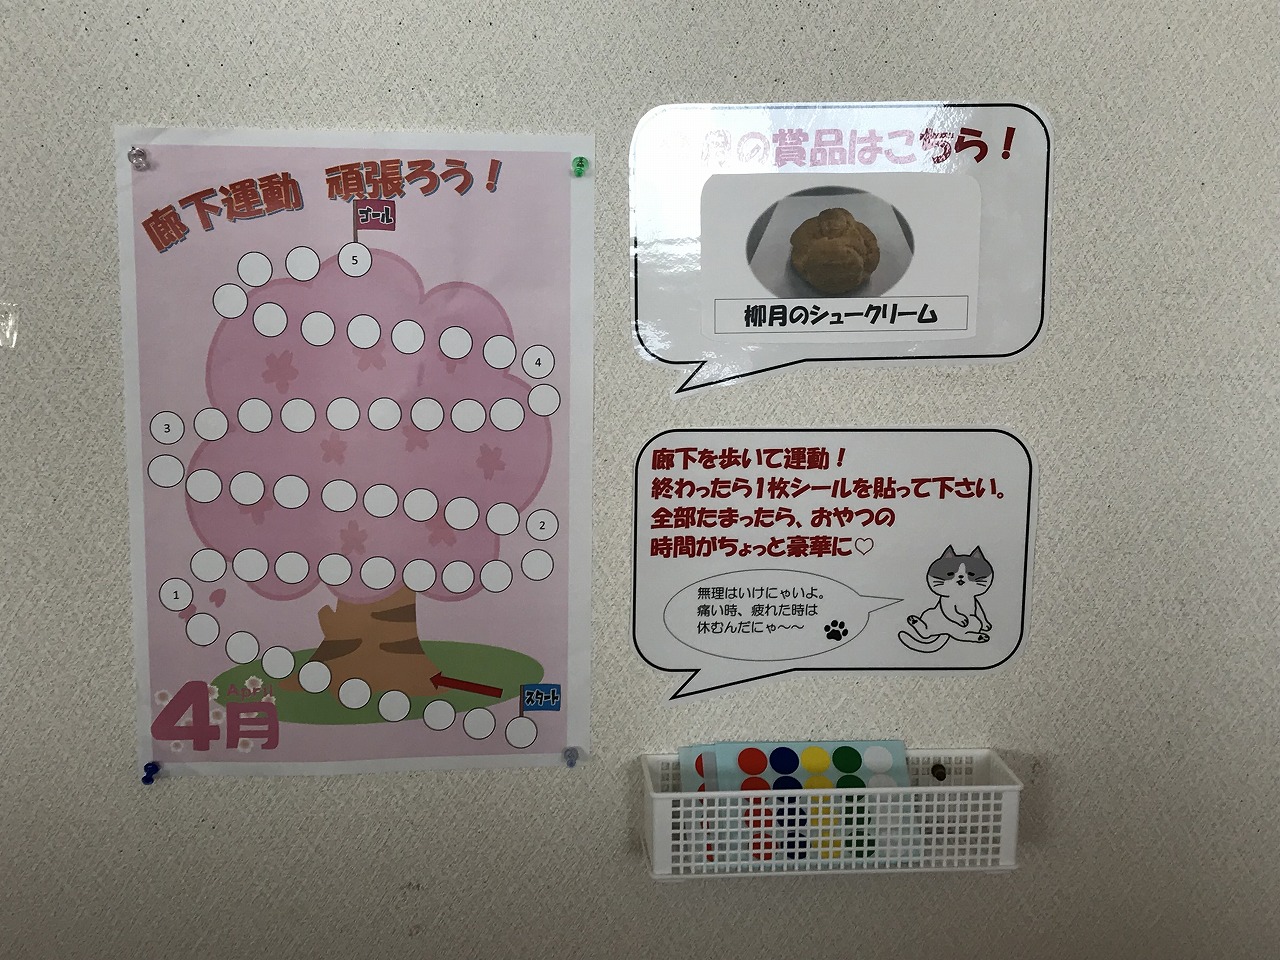 廊下運動 頑張ろう！
ゴール
5
4
3
2
1
スタート
April
4月
月の賞品はこちら！
柳月のシュークリーム
廊下を歩いて運動！
終わったら1枚シールを貼って下さい。
全部たまったら、おやつの
時間がちょっと豪華に♡
無理はいけにゃいよ。
痛い時、疲れた時は
休むんだにゃ～～